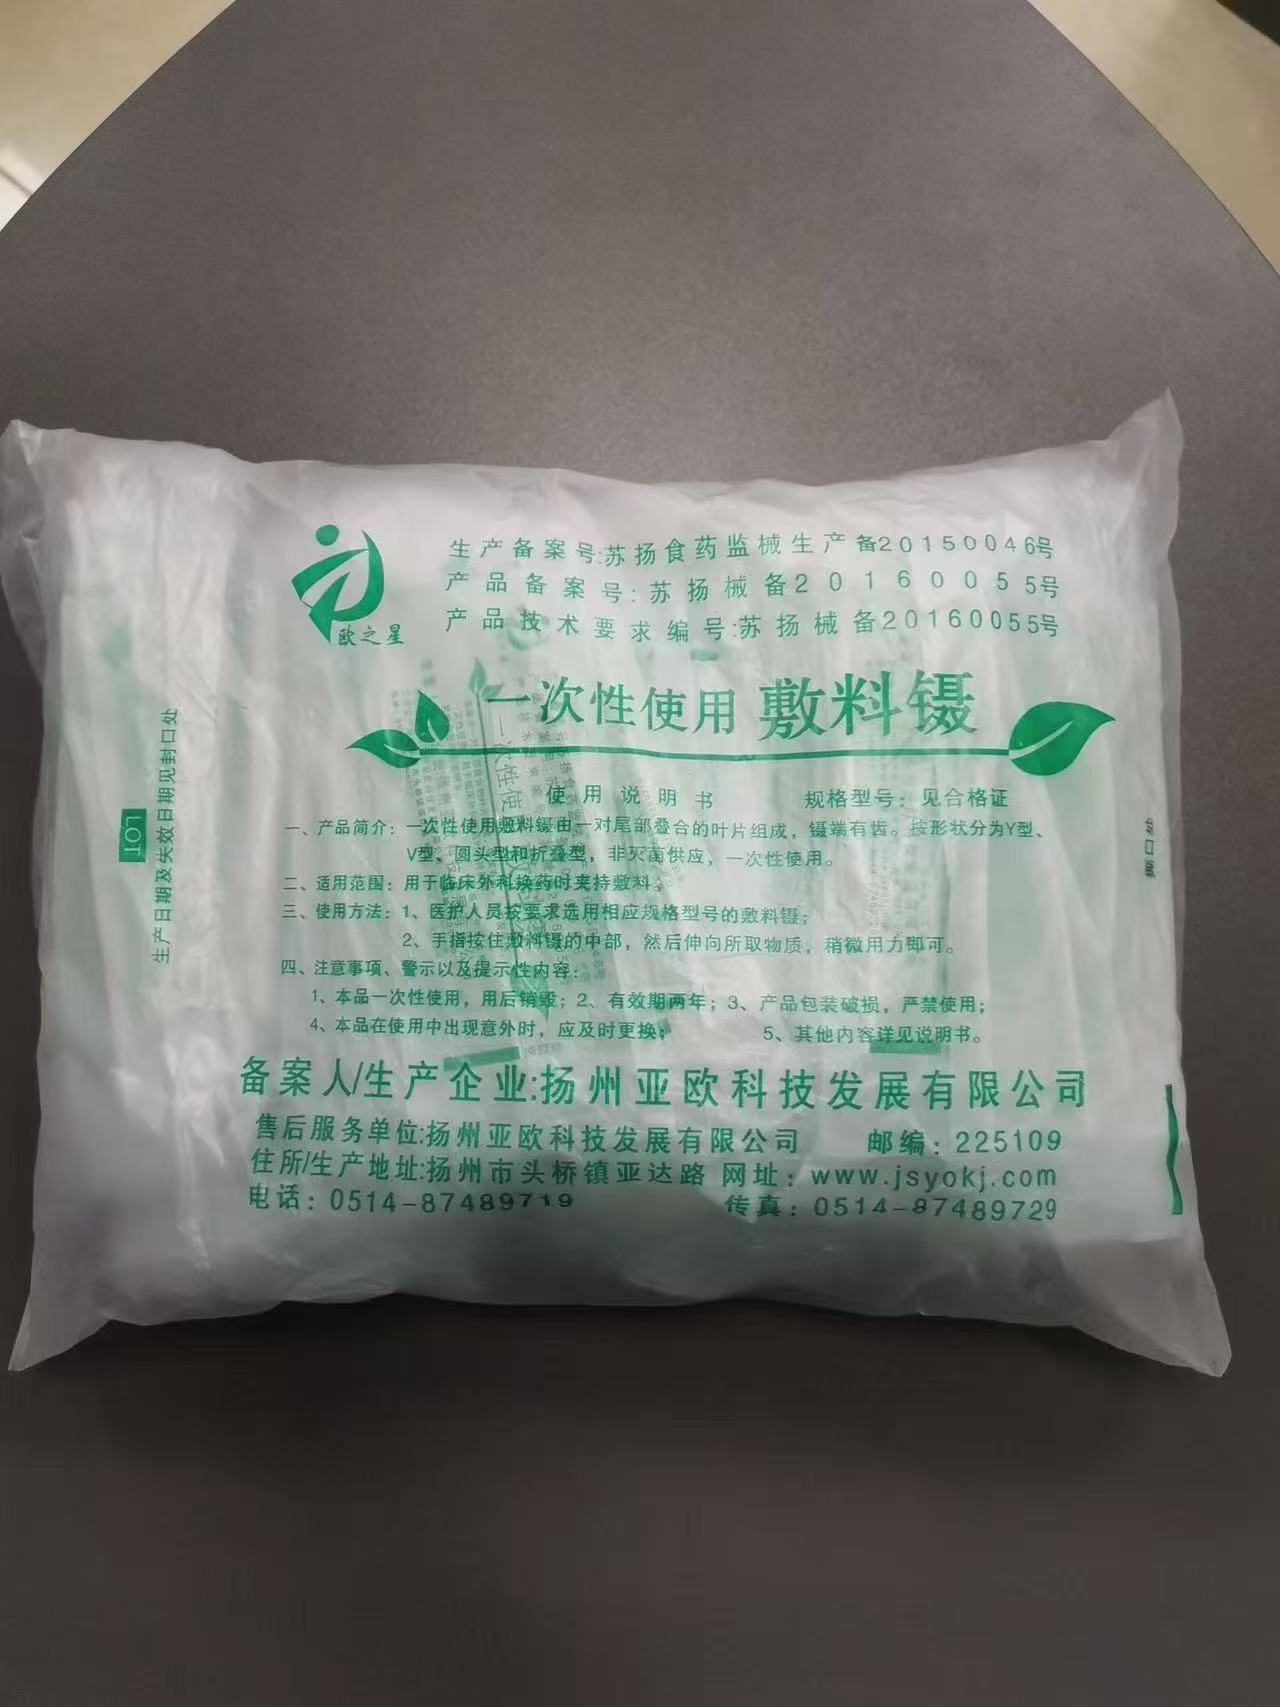 欧之星
生产备案号:苏扬食药监械生产备20150046号
产品备案号:苏扬械备20160055号
产品技术要求编号:苏扬械备20160055号
一次性使用敷料镊
使用说明书 规格型号：见合格证
一、产品简介：一次性使用敷料镊由一对尾部叠合的叶片组成，镊端有齿。按形状分为Y型、
V型、圆头型和折叠型，非灭菌供应，一次性使用。
二、适用范围：用于临床外科换药时夹持敷料。
三、使用方法：1、医护人员按要求选用相应规格型号的敷料镊；
2、手指按住敷料镊的中部，然后伸向所取物质，稍微用力即可。
四、注意事项、警示以及提示性内容：
1、本品一次性使用，用后销毁；2、有效期两年；3、产品包装破损，严禁使用；
4、本品在使用中出现意外时，应及时更换； 5、其他内容详见说明书。
备案人/生产企业:扬州亚欧科技发展有限公司
售后服务单位:扬州亚欧科技发展有限公司 邮编：225109
住所/生产地址:扬州市头桥镇亚达路 网址：www.jsyokj.com
电话：0514-87489719 传真：0514-87489729
LOT
生产日期及失效日期见封口处
撕口处